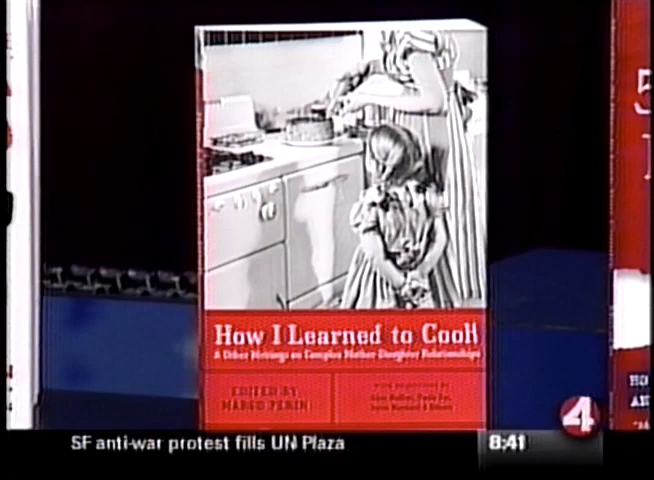 How I Learned to Cook
& Other Writings on Complex Mother-Daughter Relationships
EDITED BY
MARGO PERIN
4
SF anti-war protest fills UN Plaza
8:41